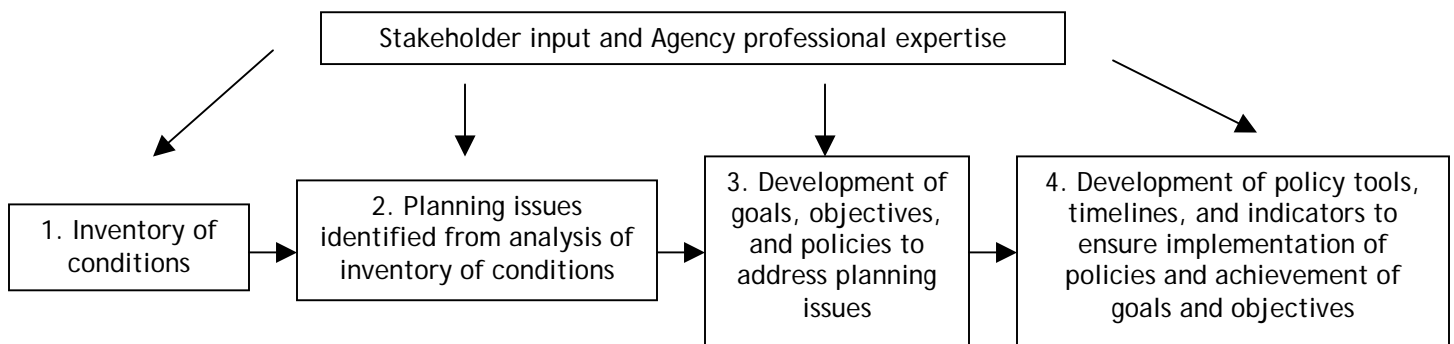 Stakeholder input and Agency professional expertise
1. Inventory of
conditions
2. Planning issues
identified from analysis of
inventory of conditions
3. Development of
goals, objectives,
and policies to
address planning
issues
4. Development of policy tools,
timelines, and indicators to
ensure implementation of
policies and achievement of
goals and objectives